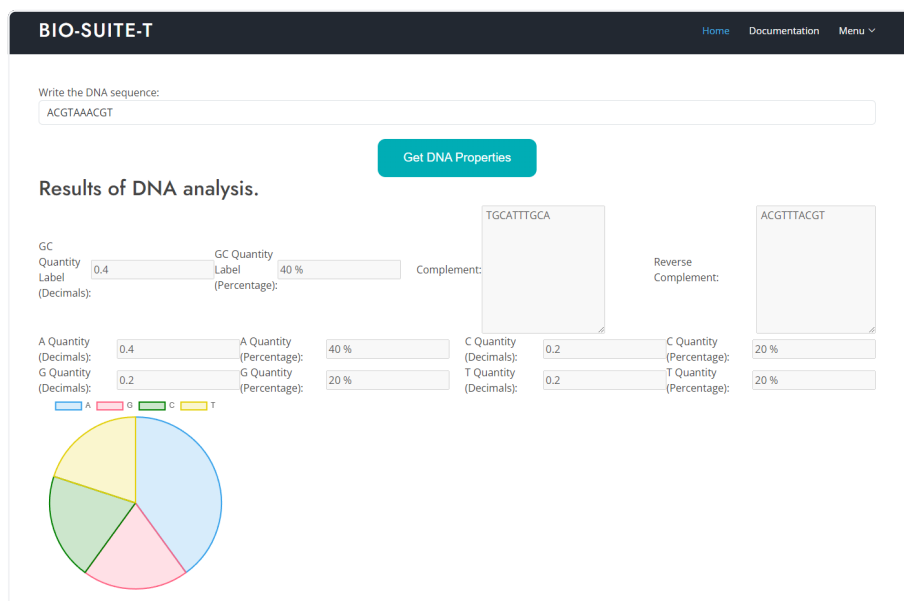 BIO-SUITE-T
Home Documentation Menu
Write the DNA sequence:
ACGTAAACGT
Get DNA Properties
Results of DNA analysis.
GC
Quantity
Label
(Decimals):
0.4
GC Quantity
Label
(Percentage):
40 %
Complement:
TGCATTTGCA
Reverse
Complement:
ACGTTTACGT
A Quantity
(Decimals):
0.4
A Quantity
(Percentage):
40 %
C Quantity
(Decimals):
0.2
C Quantity
(Percentage):
20 %
G Quantity
(Decimals):
0.2
G Quantity
(Percentage):
20 %
T Quantity
(Decimals):
0.2
T Quantity
(Percentage):
20 %
A G C T